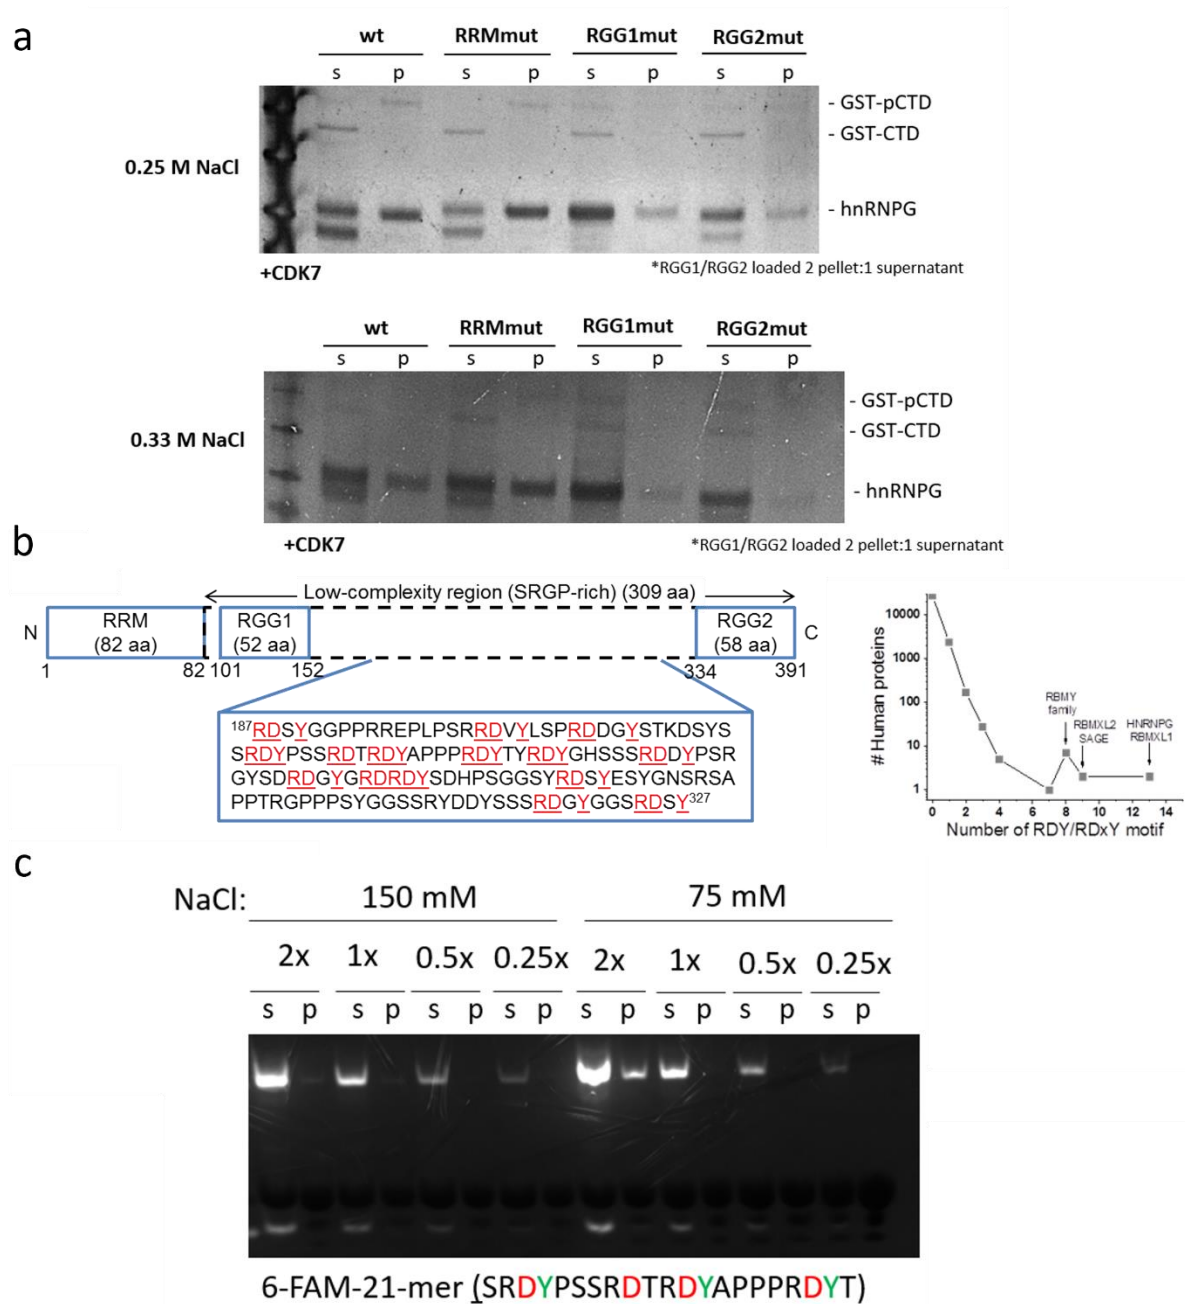 a
wt RRMmut RGG1mut RGG2mut
s p s p s p s p
- GST-pCTD
- GST-CTD
0.25 M NaCl
- hnRNPG
+CDK7
*RGG1/RGG2 loaded 2 pellet:1 supernatant
wt RRMmut RGG1mut RGG2mut
s p s p s p s p
- GST-pCTD
- GST-CTD
0.33 M NaCl
- hnRNPG
+CDK7
*RGG1/RGG2 loaded 2 pellet:1 supernatant
b
Low-complexity region (SRGP-rich) (309 aa)
N RRM RGG1 RGG2 C
(82 aa) (52 aa) (58 aa)
1 82 101 152 334 391
187RDSYGGPPRREPLPSRRDVYLSPRDDGYSTKDSYS
SRDYPSSRDTRDYAPPPRDYTYRDYGHSSSRDDYPSR
GYSDRDGYGRDRDYSDHPSGGSYRDSYESYGNSRSA
PPTRGPPPSYGGSSRYDDYSSSRDGYGGSRDSY327
# Human proteins
10000
1000
100
10
1
RBMY
family
RBMXL2
SAGE
HNRNPG
RBMXL1
0 2 4 6 8 10 12 14
Number of RDY/RDxY motif
c
NaCl: 150 mM 75 mM
2x 1x 0.5x 0.25x 2x 1x 0.5x 0.25x
s p s p s p s p s p s p s p s p
6-FAM-21-mer (SRDYPSSRDTRDYAPPPRDYT)